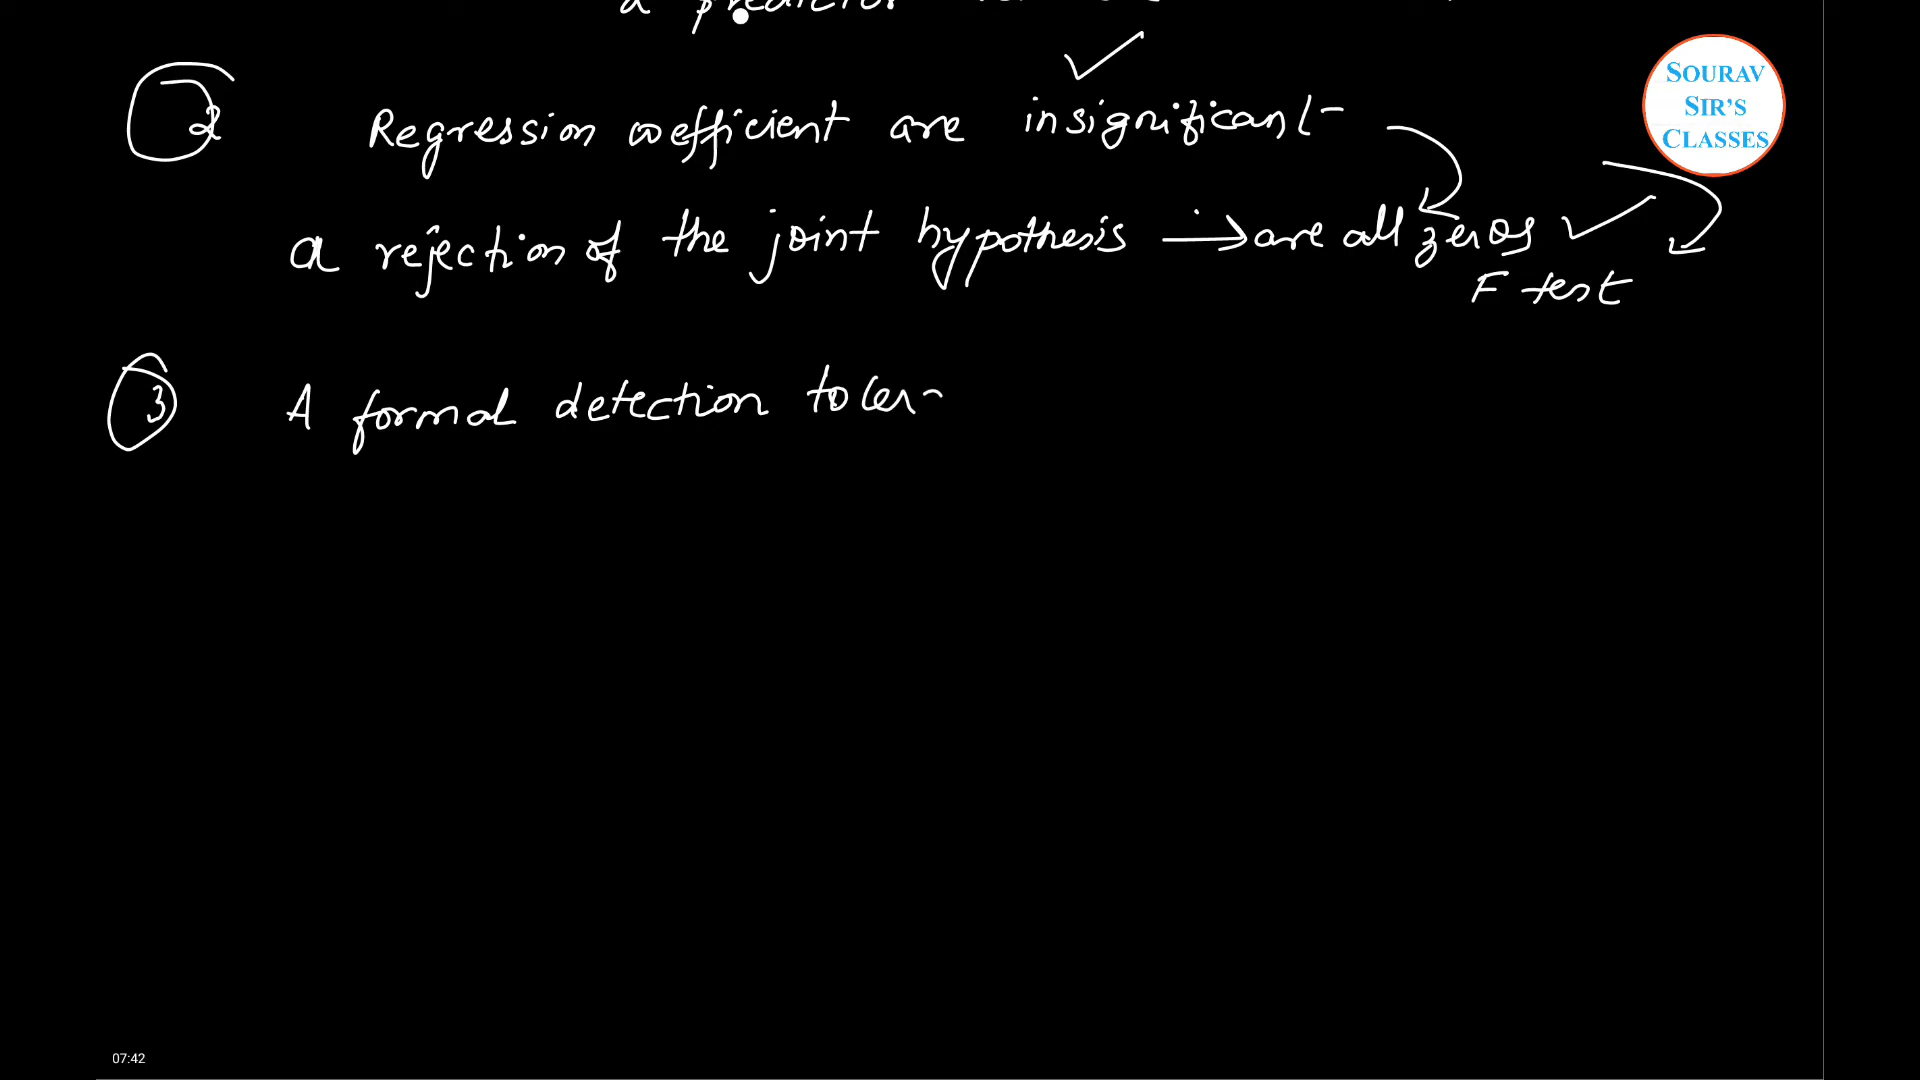 a predictor
2 Regression coefficient are insignificant
SOURAV
SIR'S
CLASSES
a rejection of the joint hypothesis → are all zeros
F test
3 A formal detection toler
07:42